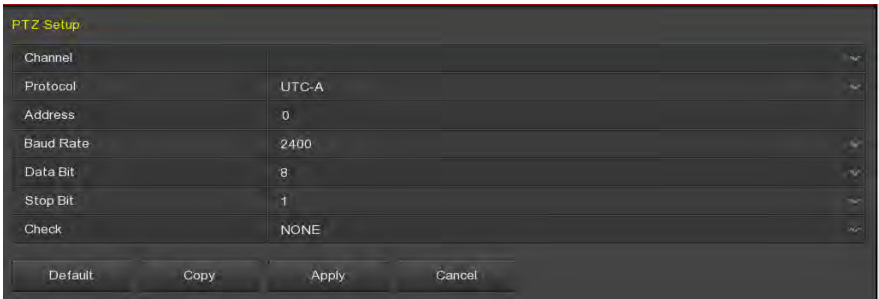 PTZ Setup
Channel
Protocol UTC-A
Address 0
Baud Rate 2400
Data Bit 8
Stop Bit 1
Check NONE
Default Copy Apply Cancel